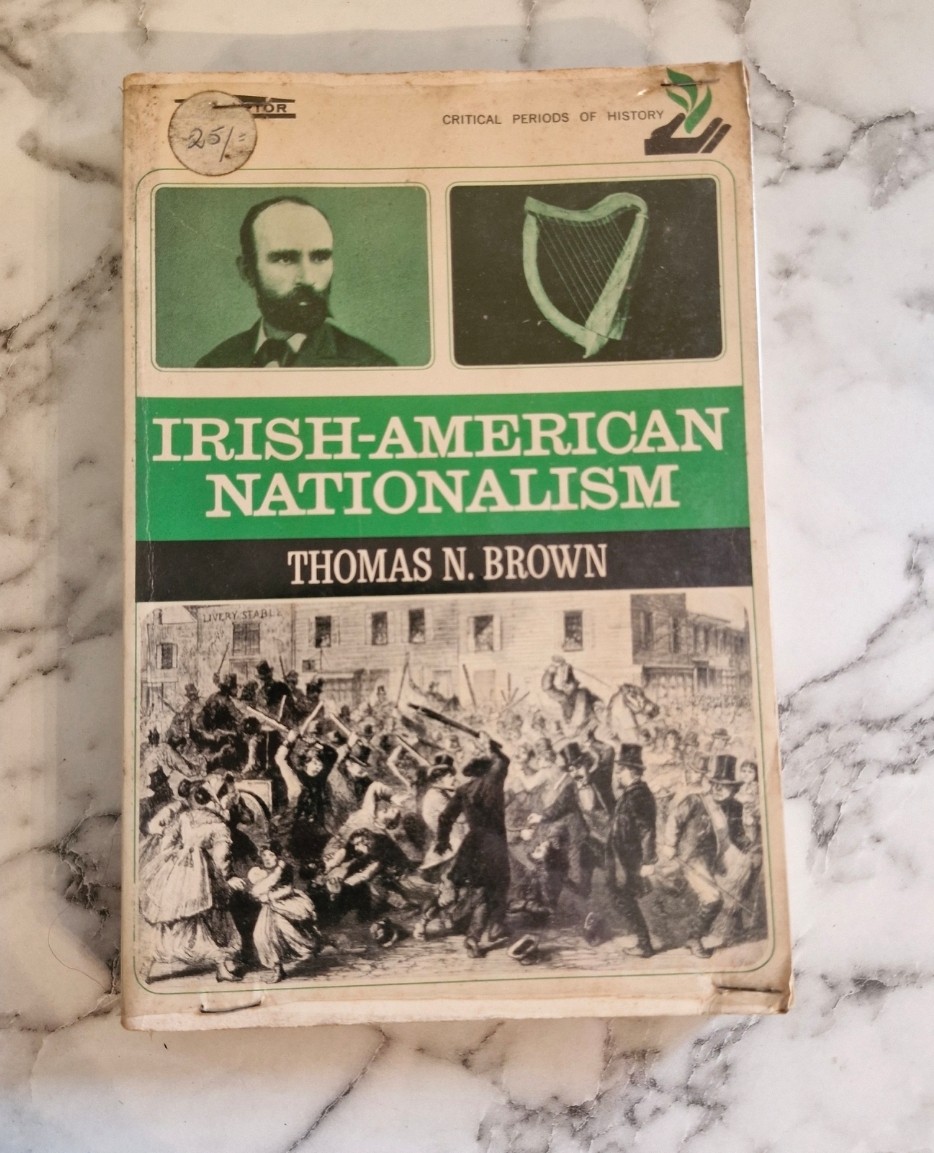 25/=
CRITICAL PERIODS OF HISTORY
IRISH-AMERICAN
NATIONALISM
THOMAS N. BROWN
LIVERY STABLE